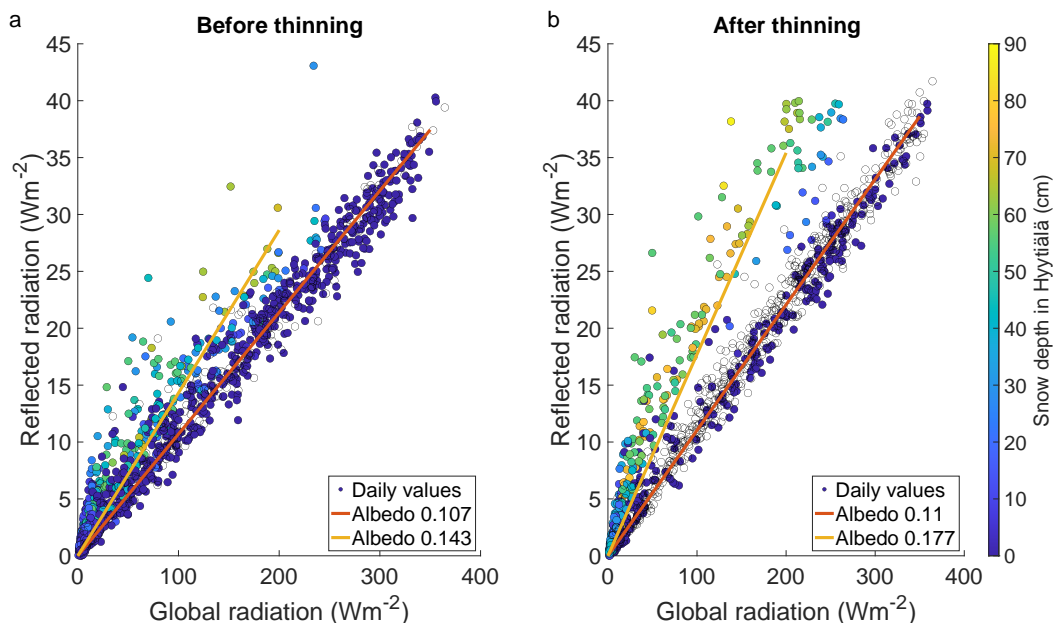 a
Before thinning
45
40
35
30
25
20
15
10
5
0
Reflected radiation (Wm-2)
0
100
200
300
400
Global radiation (Wm-2)
Daily values
Albedo 0.107
Albedo 0.143
b
After thinning
45
40
35
30
25
20
15
10
5
0
Reflected radiation (Wm-2)
0
100
200
300
400
Global radiation (Wm-2)
Daily values
Albedo 0.11
Albedo 0.177
90
80
70
60
50
40
30
20
10
0
Snow depth in Hyytiälä (cm)